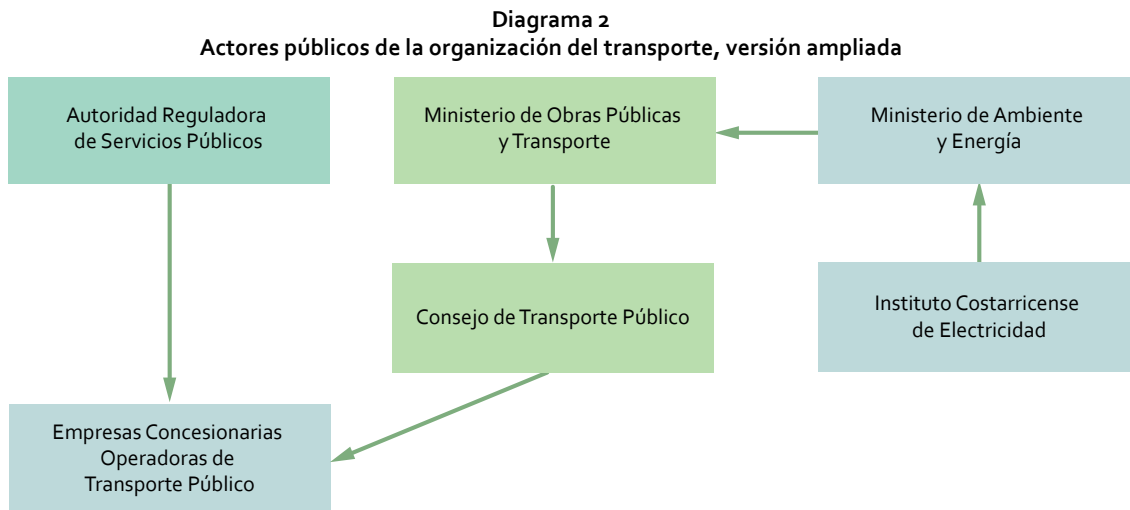 Diagrama 2
Actores públicos de la organización del transporte, versión ampliada
Autoridad Reguladora
de Servicios Públicos
Ministerio de Obras Públicas
y Transporte
Ministerio de Ambiente
y Energía
Consejo de Transporte Público
Instituto Costarricense
de Electricidad
Empresas Concesionarias
Operadoras de
Transporte Público